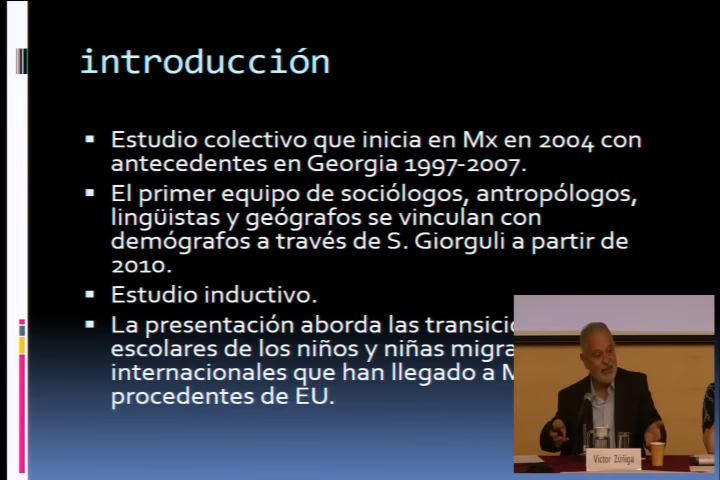 introducción
Estudio colectivo que inicia en Mx en 2004 con
antecedentes en Georgia 1997-2007.
El primer equipo de sociólogos, antropólogos,
lingüistas y geógrafos se vinculan con
demógrafos a través de S. Giorguli a partir de
2010.
Estudio inductivo.
La presentación aborda las
escolares de los niños y niñas
internacionales que han llegado a
procedentes de EU.
Víctor Zúñiga